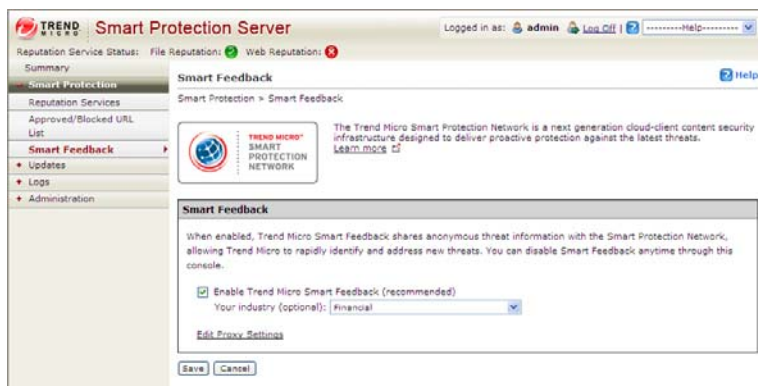 TREND MICRO Smart Protection Server
Logged in as: admin Log Off | ---------Help---------
Reputation Service Status: File Reputation: Web Reputation:
Summary
Smart Protection
Reputation Services
Approved/Blocked URL
List
Smart Feedback
Updates
Logs
Administration
Smart Feedback
Help
Smart Protection > Smart Feedback
TREND MICRO™
SMART
PROTECTION
NETWORK
The Trend Micro Smart Protection Network is a next generation cloud-client content security
infrastructure designed to deliver proactive protection against the latest threats.
Learn more
Smart Feedback
When enabled, Trend Micro Smart Feedback shares anonymous threat information with the Smart Protection Network,
allowing Trend Micro to rapidly identify and address new threats. You can disable Smart Feedback anytime through this
console.
Enable Trend Micro Smart Feedback (recommended)
Your industry (optional): Financial
Edit Proxy Settings
Save Cancel